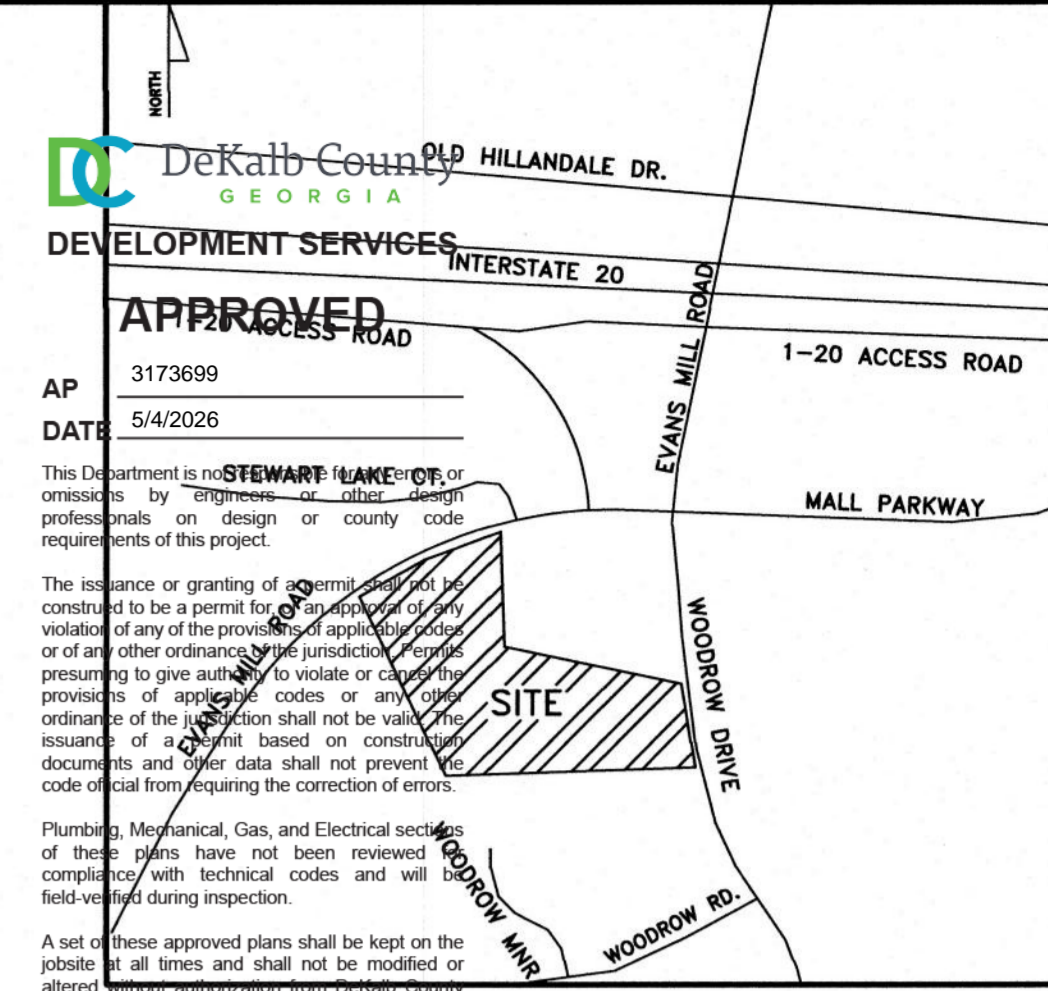 NORTH
DC DeKalb County
GEORGIA
DEVELOPMENT SERVICES
APPROVED
AP 3173699
DATE 5/4/2026
This Department is not responsible for any errors or
omissions by engineers or other design
professionals on design or county code
requirements of this project.
The issuance or granting of a permit shall not be
construed to be a permit for, or an approval of, any
violation of any of the provisions of applicable codes
or of any other ordinance of the jurisdiction. Permits
presuming to give authority to violate or cancel the
provisions of applicable codes or any other
ordinance of the jurisdiction shall not be valid. The
issuance of a permit based on construction
documents and other data shall not prevent the
code official from requiring the correction of errors.
Plumbing, Mechanical, Gas, and Electrical sections
of these plans have not been reviewed for
compliance with technical codes and will be
field-verified during inspection.
A set of these approved plans shall be kept on the
jobsite at all times and shall not be modified or
altered without authorization from DeKalb County
OLD HILLANDALE DR.
INTERSTATE 20
1-20 ACCESS ROAD
1-20 ACCESS ROAD
EVANS MILL ROAD
STEWART LAKE CT.
MALL PARKWAY
EVANS MILL ROAD
SITE
WOODROW DRIVE
WOODROW MNR
WOODROW RD.